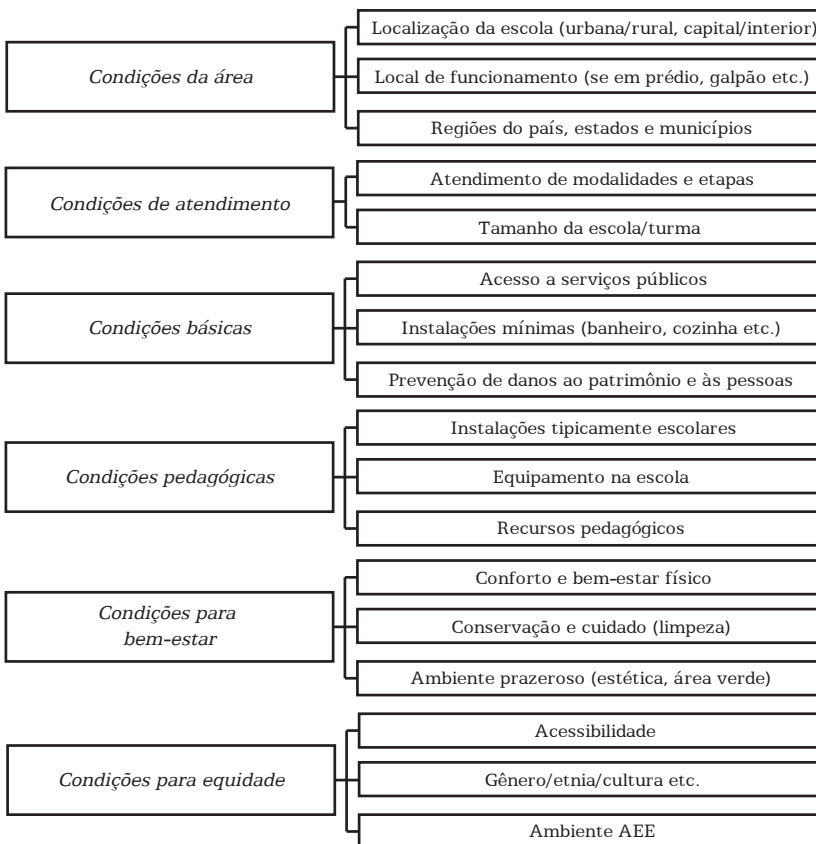 Condições da área
Localização da escola (urbana/rural, capital/interior)
Local de funcionamento (se em prédio, galpão etc.)
Regiões do país, estados e municípios
Condições de atendimento
Atendimento de modalidades e etapas
Tamanho da escola/turma
Condições básicas
Acesso a serviços públicos
Instalações mínimas (banheiro, cozinha etc.)
Prevenção de danos ao patrimônio e às pessoas
Condições pedagógicas
Instalações tipicamente escolares
Equipamento na escola
Recursos pedagógicos
Condições para
bem-estar
Conforto e bem-estar físico
Conservação e cuidado (limpeza)
Ambiente prazeroso (estética, área verde)
Condições para equidade
Acessibilidade
Gênero/etnia/cultura etc.
Ambiente AEE